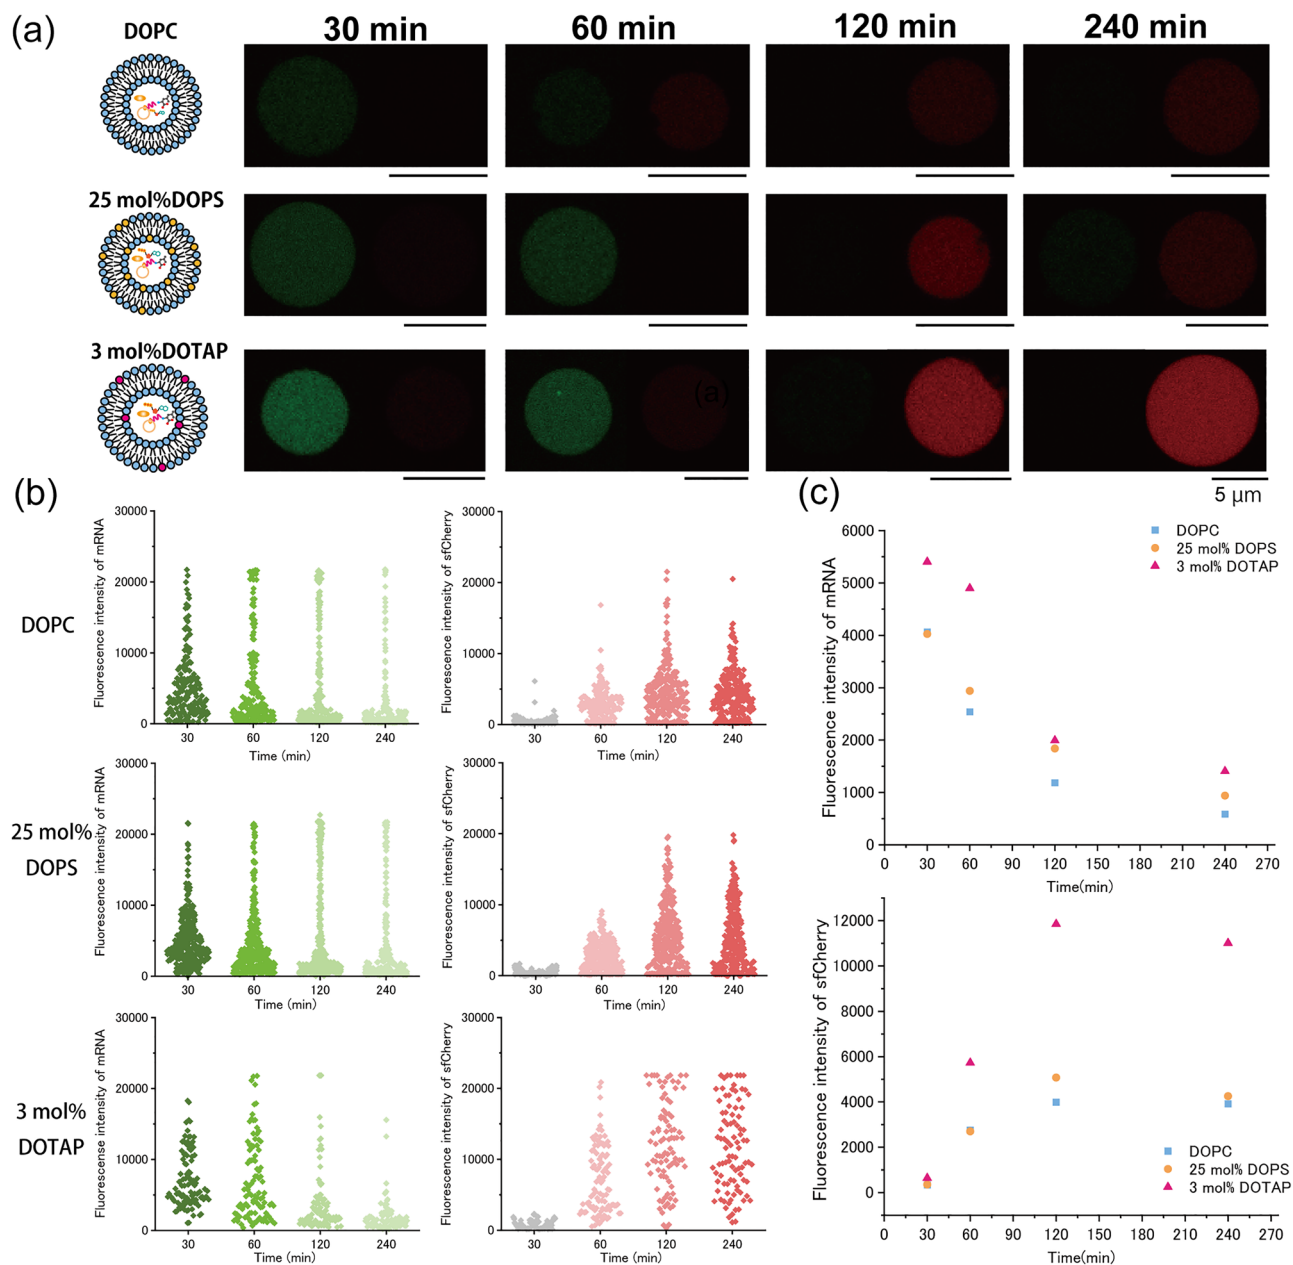 (a)
DOPC
30 min
60 min
120 min
240 min
25 mol%DOPS
3 mol%DOTAP
(a)
5 μm
(b)
DOPC
Fluorescence intensity of mRNA
30000
20000
10000
0
30
60
120
240
Time (min)
Fluorescence intensity of sfCherry
30000
20000
10000
0
30
60
120
240
Time (min)
25 mol%
DOPS
Fluorescence intensity of mRNA
30000
20000
10000
0
30
60
120
240
Time (min)
Fluorescence intensity of sfCherry
30000
20000
10000
0
30
60
120
240
Time (min)
3 mol%
DOTAP
Fluorescense intensity of mRNA
30000
20000
10000
0
30
60
120
240
Time (min)
Fluorescence intensity of sfCherry
30000
20000
10000
0
30
60
120
240
Time (min)
(c)
DOPC
25 mol% DOPS
3 mol% DOTAP
Fluorescence intensity of mRNA
6000
5000
4000
3000
2000
1000
0
0 30 60 90 120 150 180 210 240 270
Time(min)
Fluorescence intensity of sfCherry
12000
10000
8000
6000
4000
2000
0
DOPC
25 mol% DOPS
3 mol% DOTAP
0 30 60 90 120 150 180 210 240 270
Time(min)